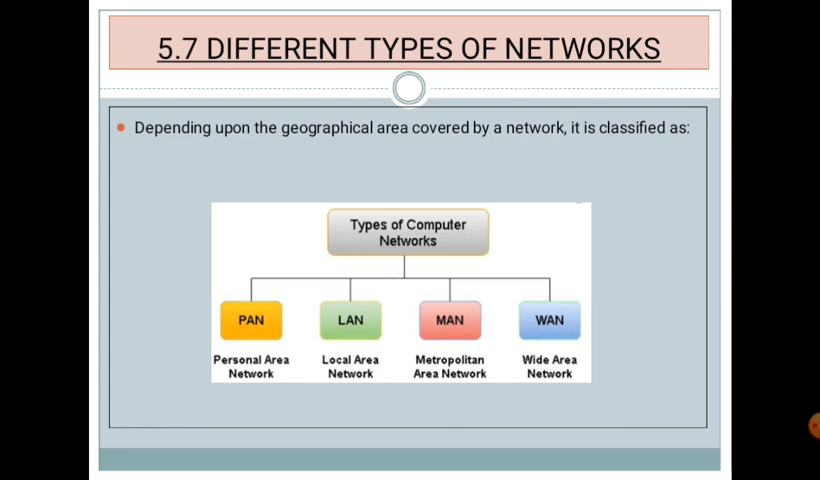 5.7 DIFFERENT TYPES OF NETWORKS
Depending upon the geographical area covered by a network, it is classified as:
Types of Computer
Networks
PAN
LAN
MAN
WAN
Personal Area
Network
Local Area
Network
Metropolitan
Area Network
Wide Area
Network